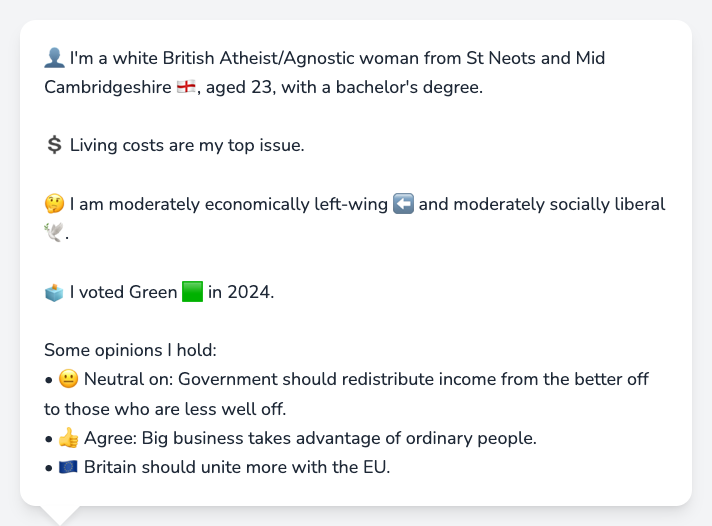 👤 I'm a white British Atheist/Agnostic woman from St Neots and Mid
Cambridgeshire 🏴󠁧󠁢󠁥󠁮󠁧󠁿, aged 23, with a bachelor's degree.
💲 Living costs are my top issue.
🤔 I am moderately economically left-wing ⬅️ and moderately socially liberal
🕊️.
🗳️ I voted Green 🟩 in 2024.
Some opinions I hold:
• 😐 Neutral on: Government should redistribute income from the better off
to those who are less well off.
• 👍 Agree: Big business takes advantage of ordinary people.
• 🇪🇺 Britain should unite more with the EU.